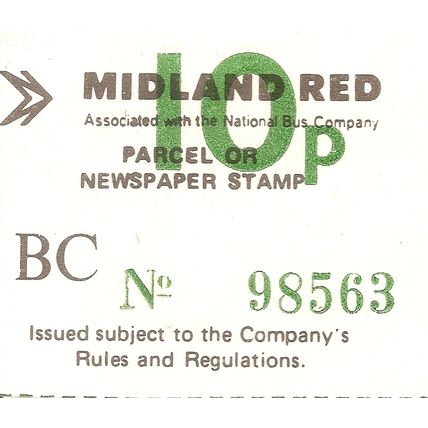 MIDLAND RED
10p
Associated with the National Bus Company
PARCEL OR
NEWSPAPER STAMP
BC
№ 98563
Issued subject to the Company's
Rules and Regulations.